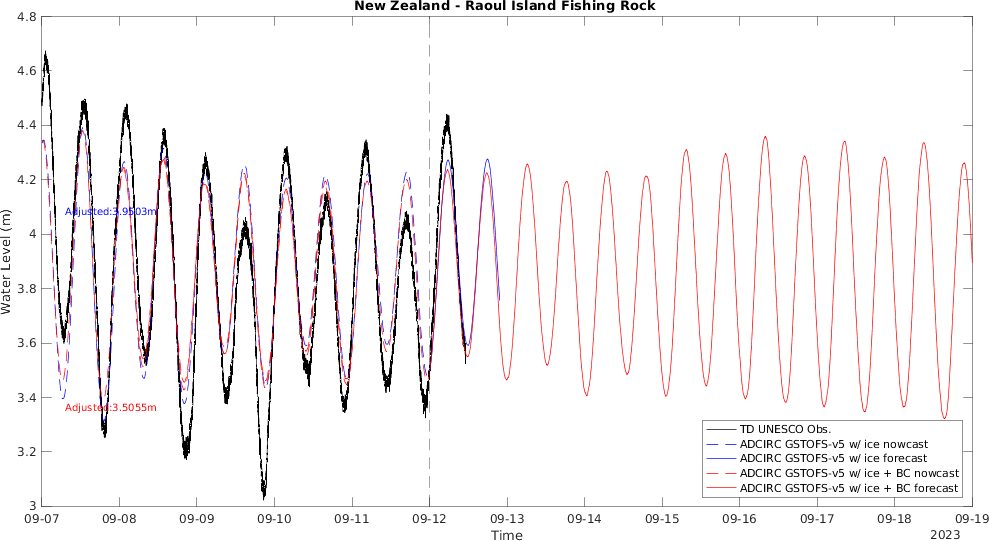 New Zealand - Raoul Island Fishing Rock
4.8
4.6
4.4
4.2
4
3.8
3.6
3.4
3.2
3
Water Level (m)
Adjusted:3.9503m
Adjusted:3.5055m
TD UNESCO Obs.
ADCIRC GSTOFS-v5 w/ ice nowcast
ADCIRC GSTOFS-v5 w/ ice forecast
ADCIRC GSTOFS-v5 w/ ice + BC nowcast
ADCIRC GSTOFS-v5 w/ ice + BC forecast
09-07 09-08 09-09 09-10 09-11 09-12 09-13 09-14 09-15 09-16 09-17 09-18 09-19
Time
2023